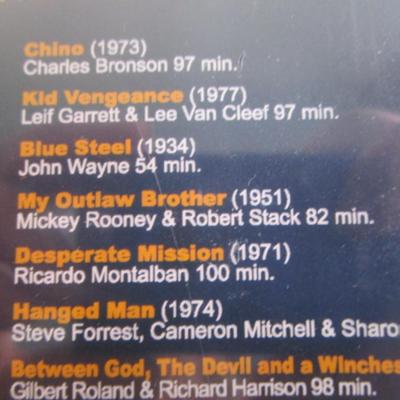 Chino (1973)
Charles Bronson 97 min.
Kid Vengeance (1977)
Leif Garrett & Lee Van Cleef 97 min.
Blue Steel (1934)
John Wayne 54 min.
My Outlaw Brother (1951)
Mickey Rooney & Robert Stack 82 min.
Desperate Mission (1971)
Ricardo Montalban 100 min.
Hanged Man (1974)
Steve Forrest, Cameron Mitchell & Sharo
Between God, The Devil and a Winches
Gilbert Roland & Richard Harrison 98 min.